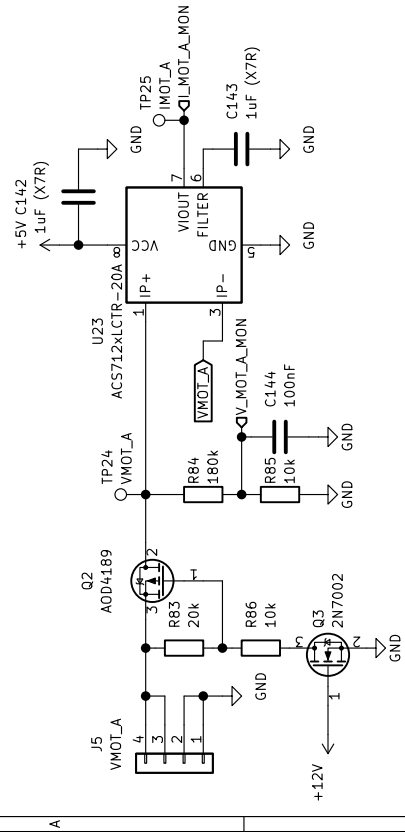 J5
VMOT_A
4
3
2
1
GND
+12V
Q2
AOD4189
3
2
1
R83
20k
R86
10k
3
Q3
2N7002
2
1
GND
TP24
VMOT_A
R84
180k
V_MOT_A_MON
R85
10k
C144
100nF
GND
GND
VMOT_A
U23
ACS712xLCTR-20A
1
IP+
3
IP-
8
VCC
5
GND
7
VIOUT
6
FILTER
+5V
C142
1uF (X7R)
GND
GND
TP25
IMOT_A
I_MOT_A_MON
C143
1uF (X7R)
GND
A